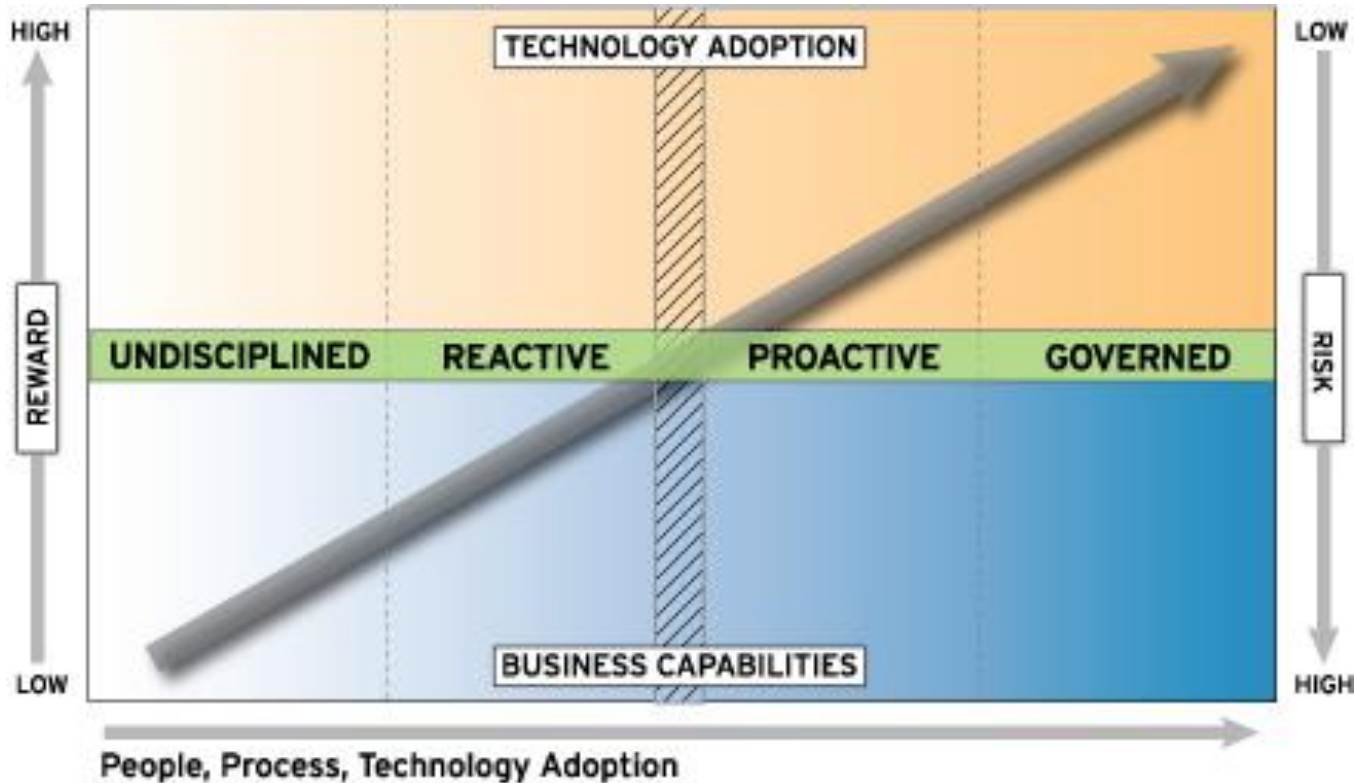 HIGH
TECHNOLOGY ADOPTION
LOW
REWARD
UNDISCIPLINED
REACTIVE
PROACTIVE
GOVERNED
RISK
LOW
BUSINESS CAPABILITIES
HIGH
People, Process, Technology Adoption